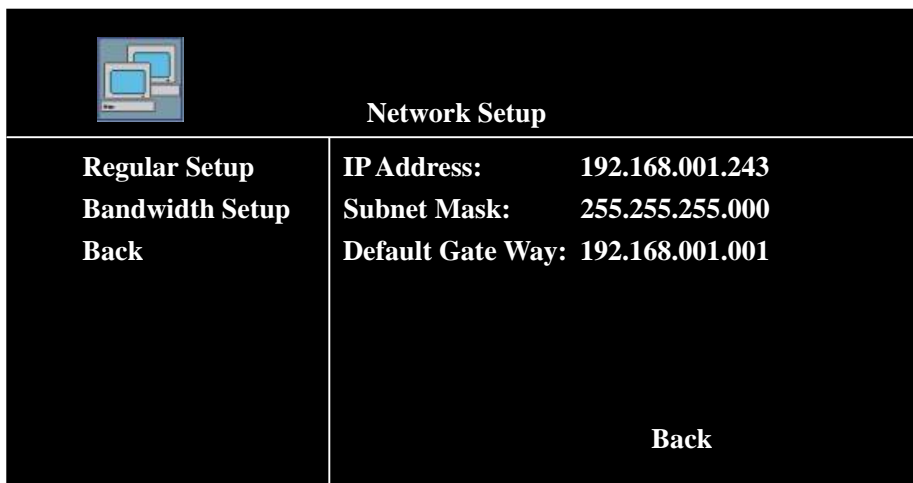 Network Setup
Regular Setup
Bandwidth Setup
Back
IP Address: 192.168.001.243
Subnet Mask: 255.255.255.000
Default Gate Way: 192.168.001.001
Back